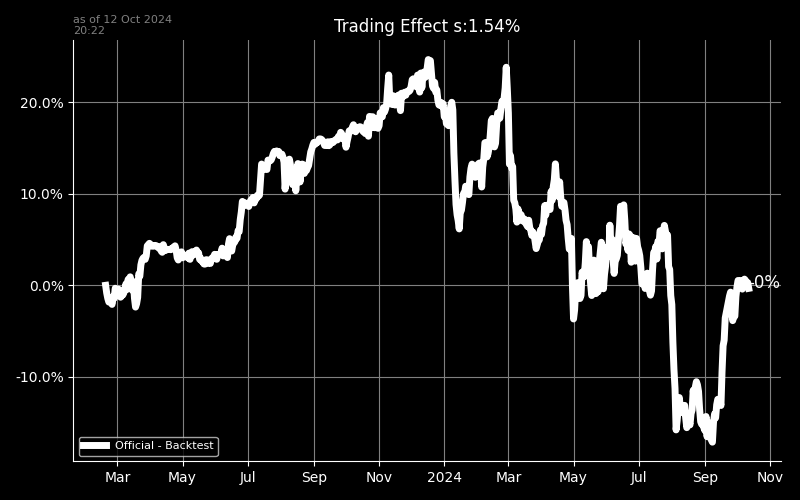 as of 12 Oct 2024
20:22
Trading Effect s:1.54%
20.0%
10.0%
0.0%
-10.0%
-0%
Official - Backtest
Mar May Jul Sep Nov 2024 Mar May Jul Sep Nov